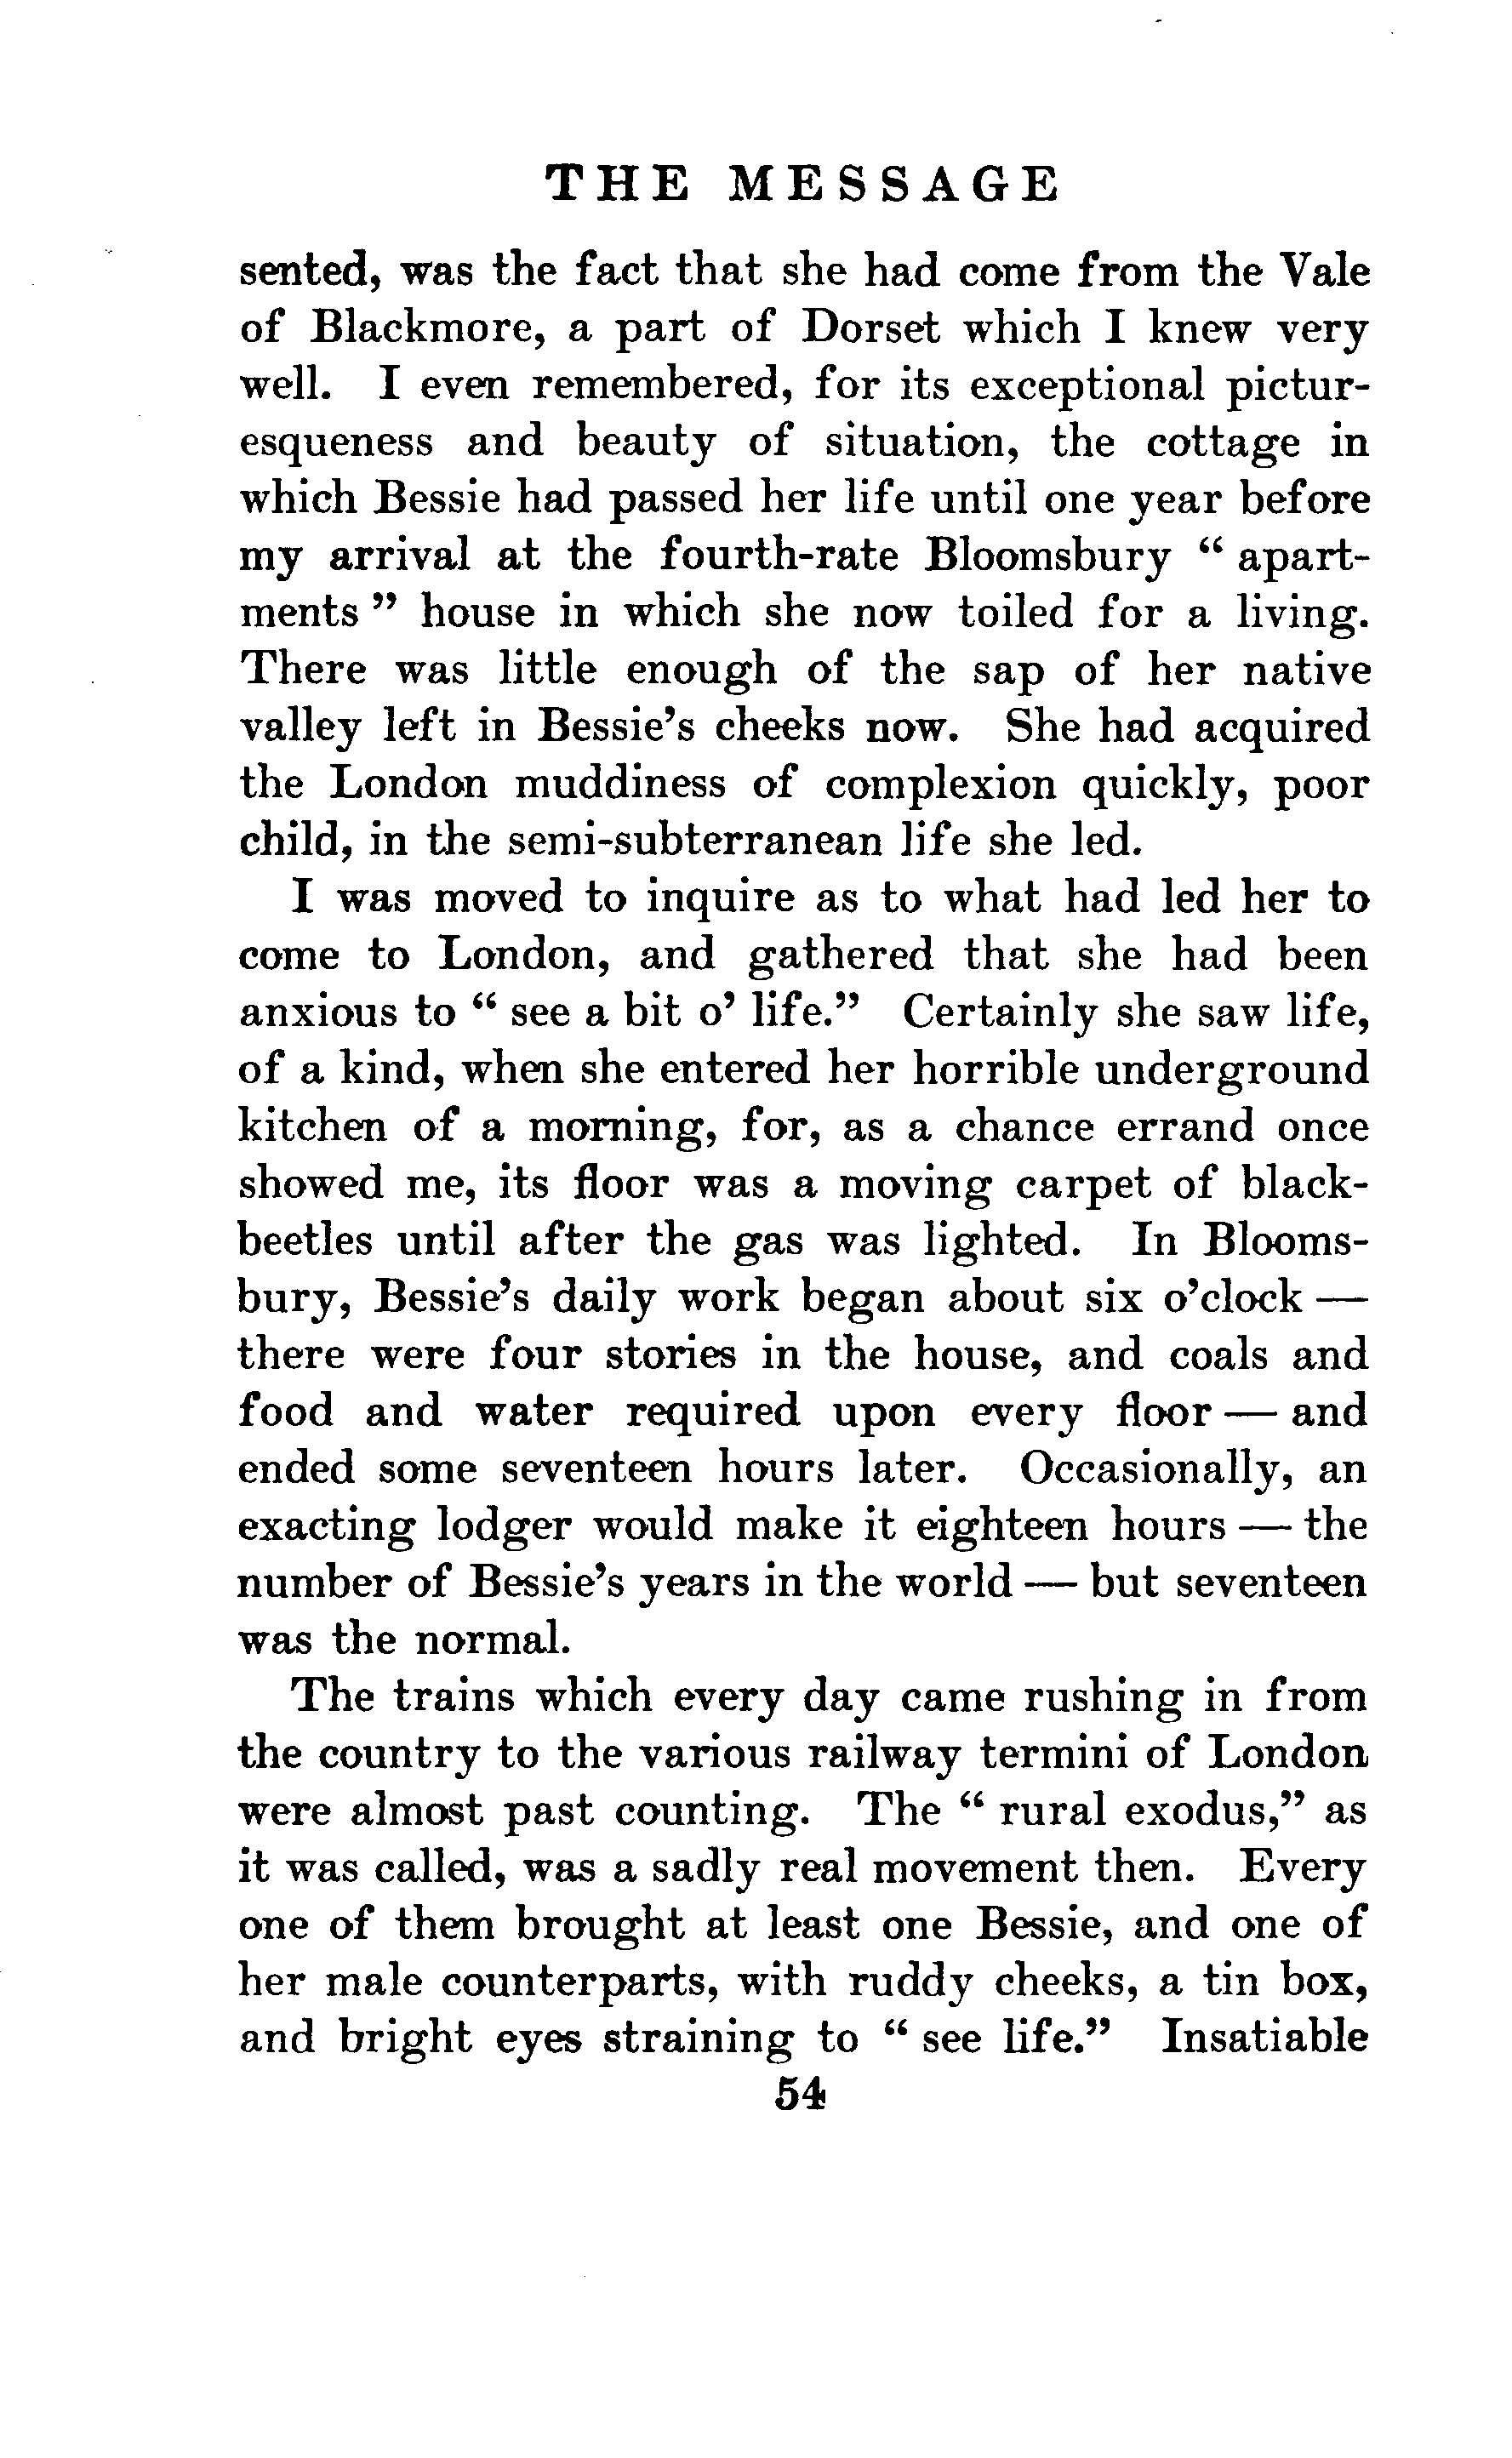 THE MESSAGE
sented, was the fact that she had come from the Vale
of Blackmore, a part of Dorset which I knew very
well. I even remembered, for its exceptional pictur-
esqueness and beauty of situation, the cottage in
which Bessie had passed her life until one year before
my arrival at the fourth-rate Bloomsbury “ apart-
ments ” house in which she now toiled for a living.
There was little enough of the sap of her native
valley left in Bessie’s cheeks now. She had acquired
the London muddiness of complexion quickly, poor
child, in the semi-subterranean life she led.
I was moved to inquire as to what had led her to
come to London, and gathered that she had been
anxious to “ see a bit o’ life.” Certainly she saw life,
of a kind, when she entered her horrible underground
kitchen of a morning, for, as a chance errand once
showed me, its floor was a moving carpet of black-
beetles until after the gas was lighted. In Blooms-
bury, Bessie’s daily work began about six o’clock —
there were four stories in the house, and coals and
food and water required upon every floor — and
ended some seventeen hours later. Occasionally, an
exacting lodger would make it eighteen hours — the
number of Bessie’s years in the world — but seventeen
was the normal.
The trains which every day came rushing in from
the country to the various railway termini of London
were almost past counting. The “ rural exodus,” as
it was called, was a sadly real movement then. Every
one of them brought at least one Bessie, and one of
her male counterparts, with ruddy cheeks, a tin box,
and bright eyes straining to “ see life.” Insatiable
54